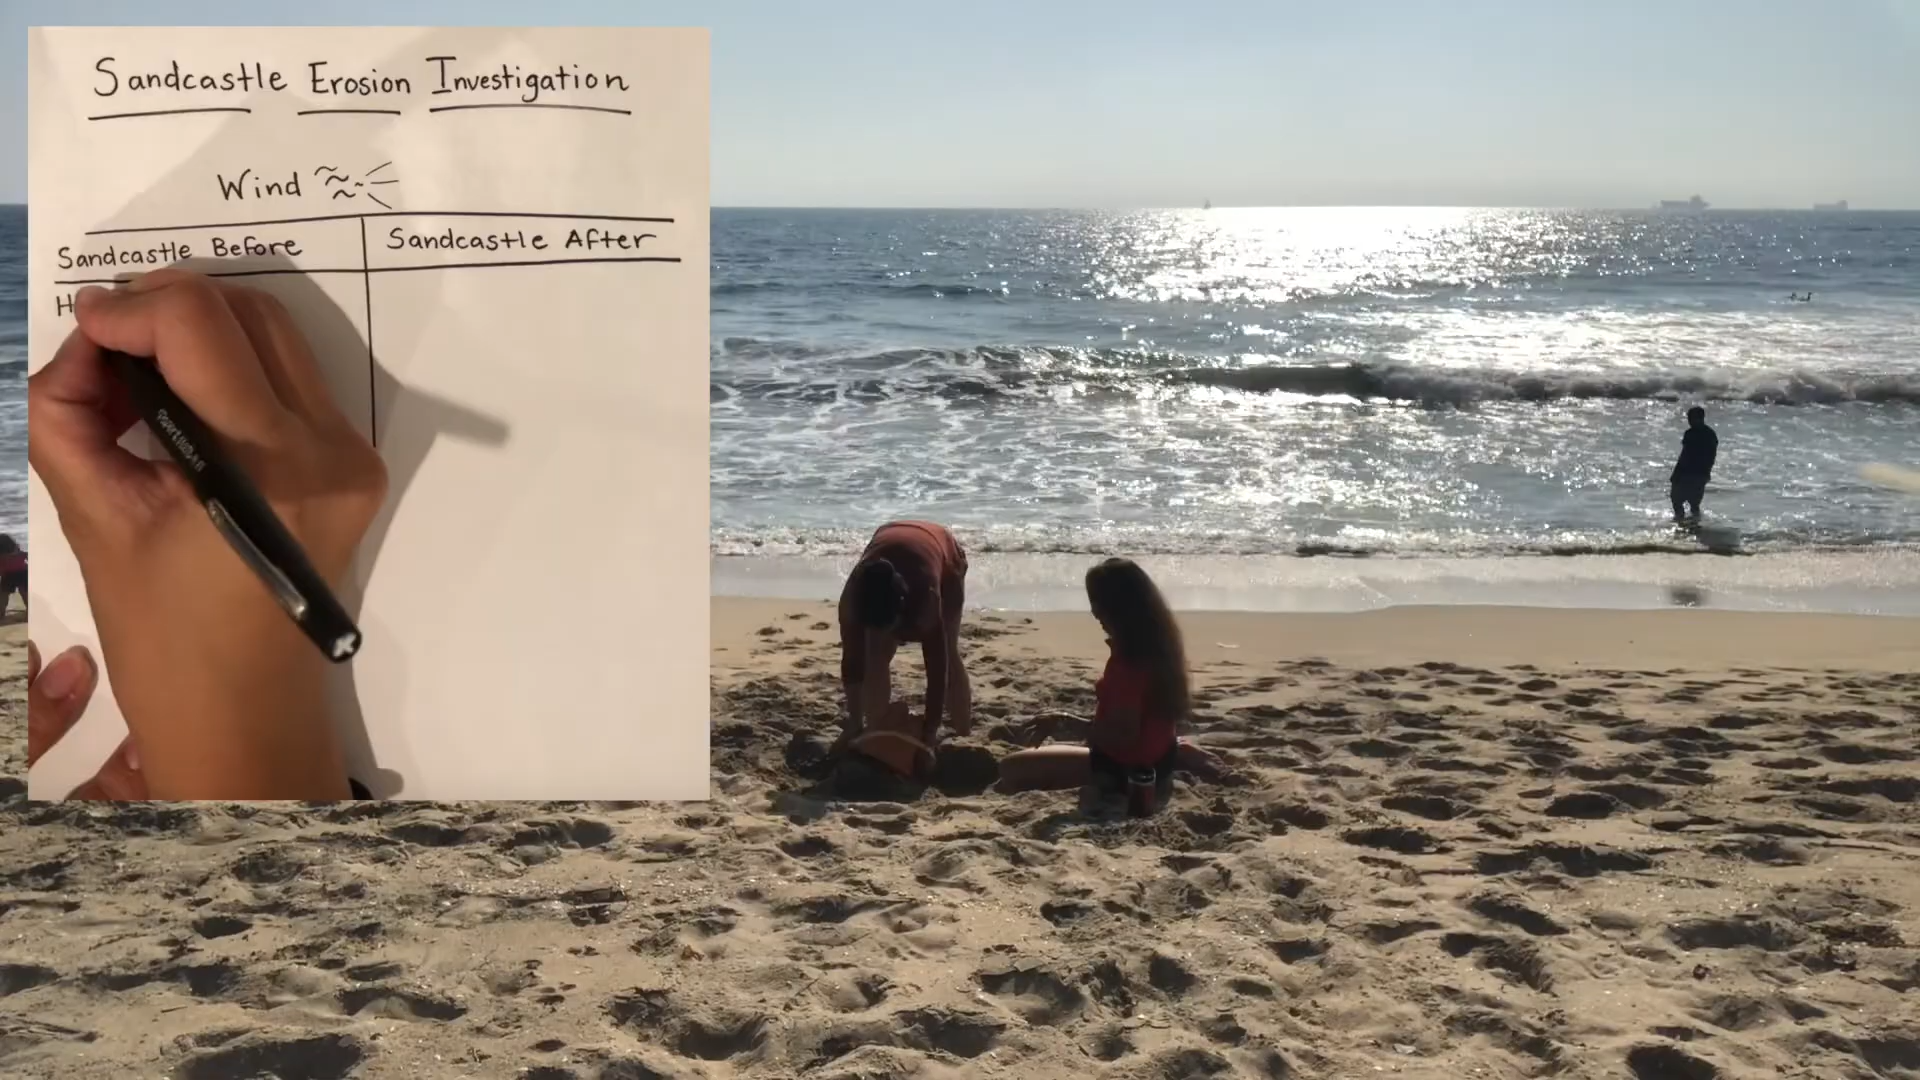 Sandcastle Erosion Investigation
Wind
Sandcastle Before
Sandcastle After
H